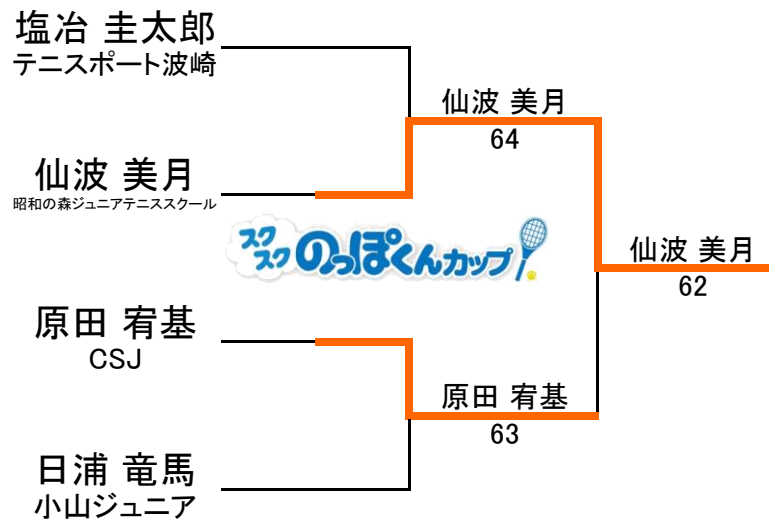 塩冶 圭太郎
テニスポート波崎
仙波 美月
64
仙波 美月
昭和の森ジュニアテニススクール
スクスクのっぽくんカップ
仙波 美月
62
原田 宥基
CSJ
原田 宥基
63
日浦 竜馬
小山ジュニア